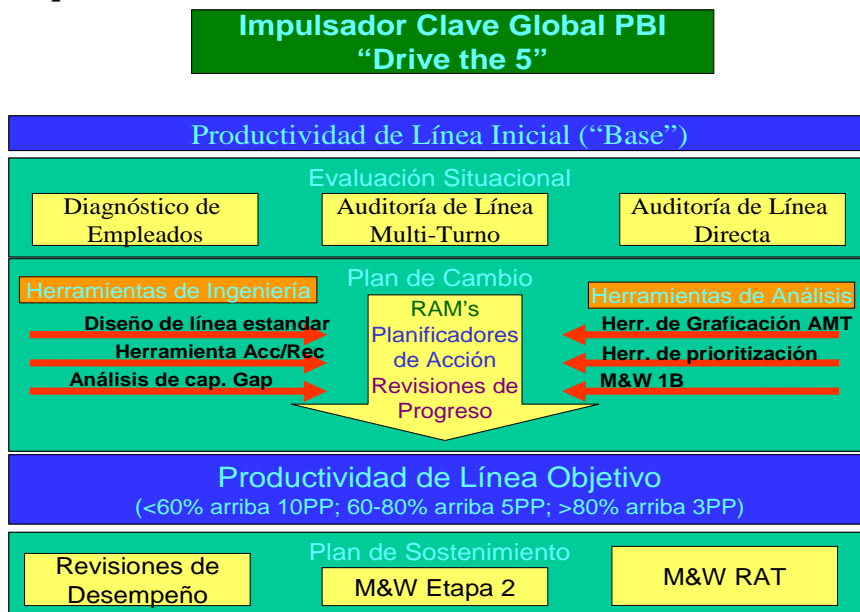 Impulsador Clave Global PBI
“Drive the 5”
Productividad de Línea Inicial (“Base”)
Evaluación Situacional
Diagnóstico de
Empleados
Auditoría de Línea
Multi-Turno
Auditoría de Línea
Directa
Plan de Cambio
Herramientas de Ingeniería
Diseño de línea estandar
Herramienta Acc/Rec
Análisis de cap. Gap
RAM’s
Planificadores
de Acción
Revisiones de
Progreso
Herramientas de Análisis
Herr. de Graficación AMT
Herr. de prioritización
M&W 1B
Productividad de Línea Objetivo
(<60% arriba 10PP; 60-80% arriba 5PP; >80% arriba 3PP)
Plan de Sostenimiento
Revisiones de
Desempeño
M&W Etapa 2
M&W RAT